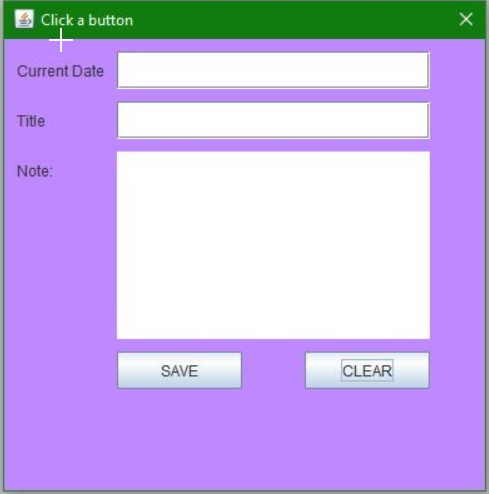 Click a button
Current Date
Title
Note:
SAVE CLEAR